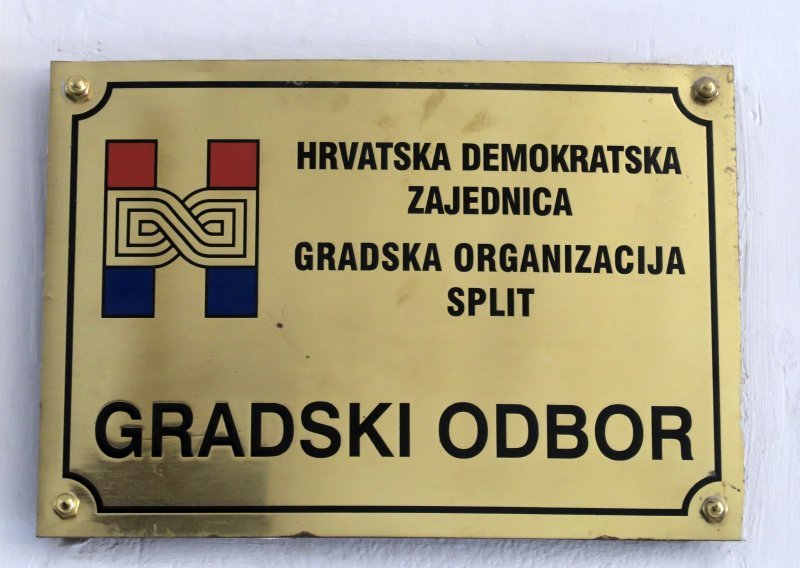 HRVATSKA DEMOKRATSKA
ZAJEDNICA
GRADSKA ORGANIZACIJA
SPLIT
GRADSKI ODBOR